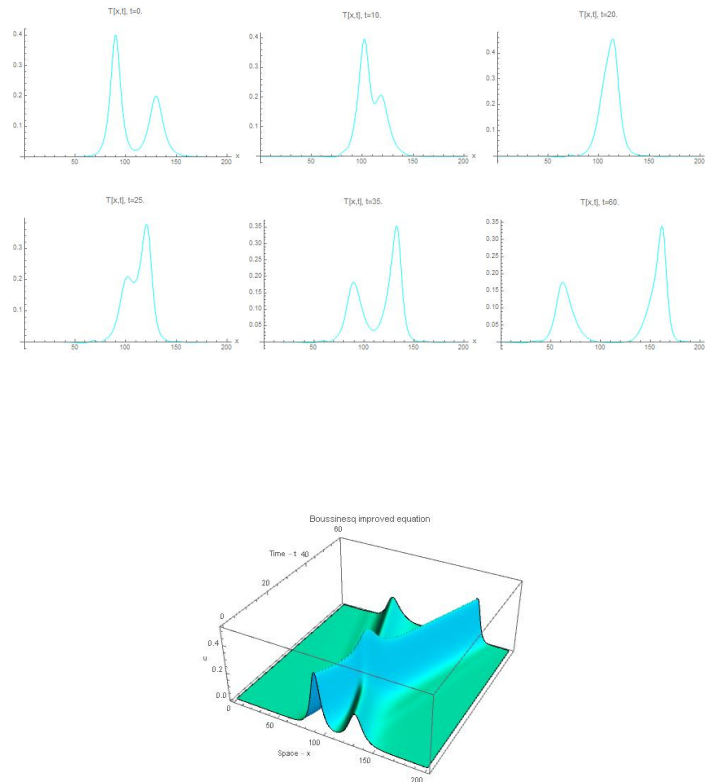 T[x,t], t=0.
0.4
0.3
0.2
0.1
50 100 150 200 x
T[x,t], t=10.
0.4
0.3
0.2
0.1
50 100 150 200 x
T[x,t], t=20.
0.4
0.3
0.2
0.1
50 100 150 200
T[x,t], t=25.
0.3
0.2
0.1
50 100 150 200 x
T[x,t], t=35.
0.35
0.30
0.25
0.20
0.15
0.10
0.05
50 100 150 200 x
T[x,t], t=60.
0.35
0.30
0.25
0.20
0.15
0.10
0.05
50 100 150 200
Boussinesq improved equation
60
Time - t 40
20
0
0.4
u 0.2
0.0
0
50
100
Space - x
150
200